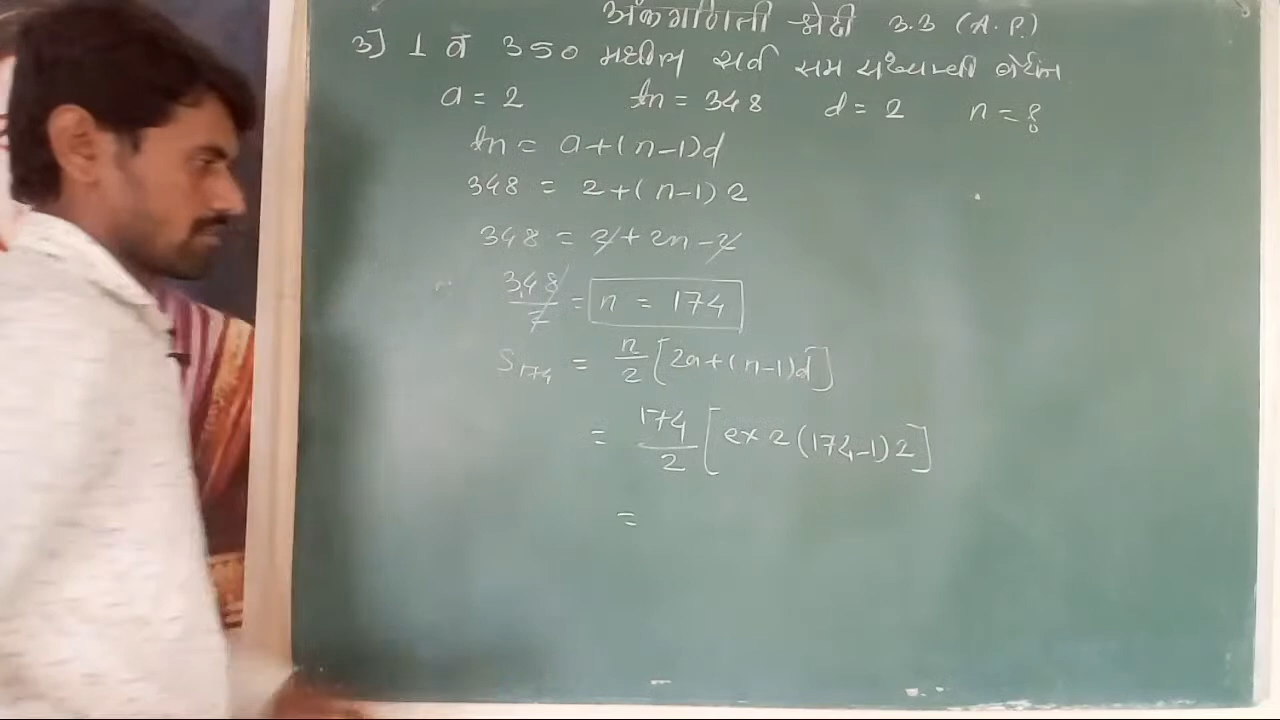 अंकगणिती श्रेढी 3.3 (A.P.)
3] 1 व 350 मधील सर्व सम संख्यांची बेरीज
a = 2 tn = 348 d = 2 n = ?
tn = a+(n-1)d
348 = 2+(n-1)2
348 = 2+2n-2
348/7 = n = 174
S174 = n/2 [2a+(n-1)d]
= 174/2 [2×2(174-1)2]
=